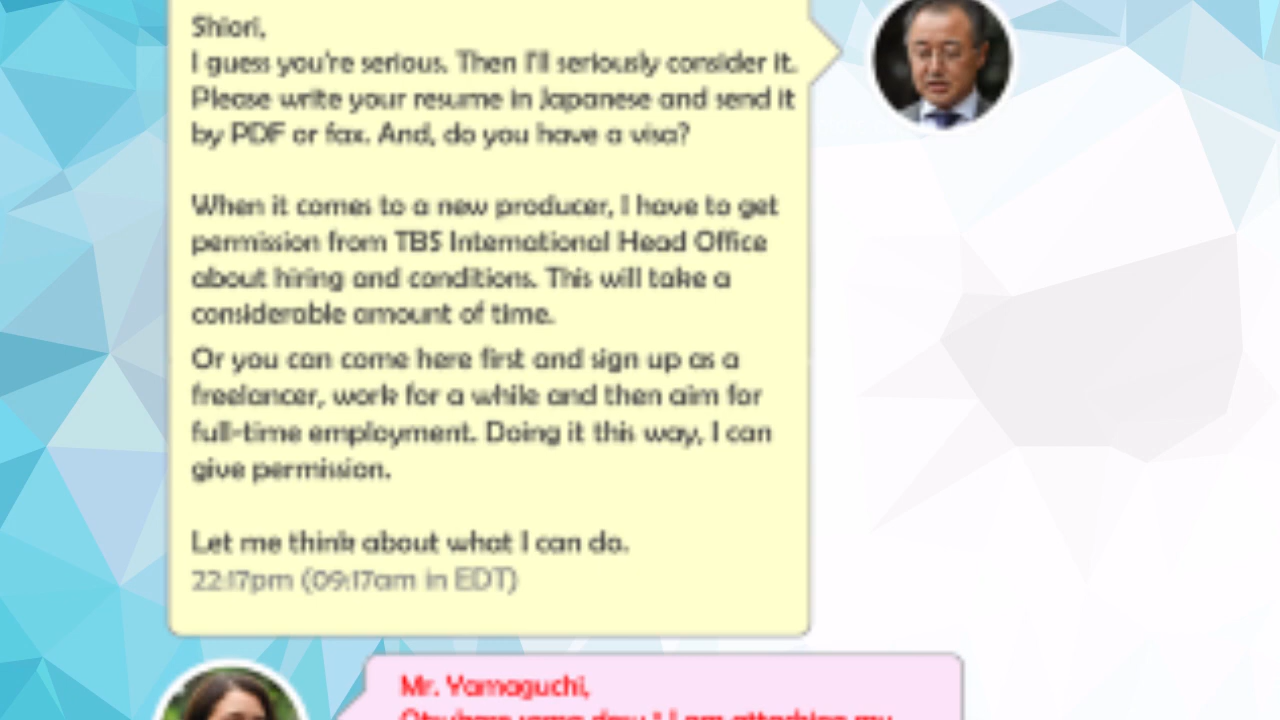 Shiori,
I guess you're serious. Then I'll seriously consider it.
Please write your resume in Japanese and send it
by PDF or fax. And, do you have a visa?
When it comes to a new producer, I have to get
permission from TBS International Head Office
about hiring and conditions. This will take a
considerable amount of time.
Or you can come here first and sign up as a
freelancer, work for a while and then aim for
full-time employment. Doing it this way, I can
give permission.
Let me think about what I can do.
22:17pm (09:17am in EDT)
Mr. Yamaguchi,
I am attaching my